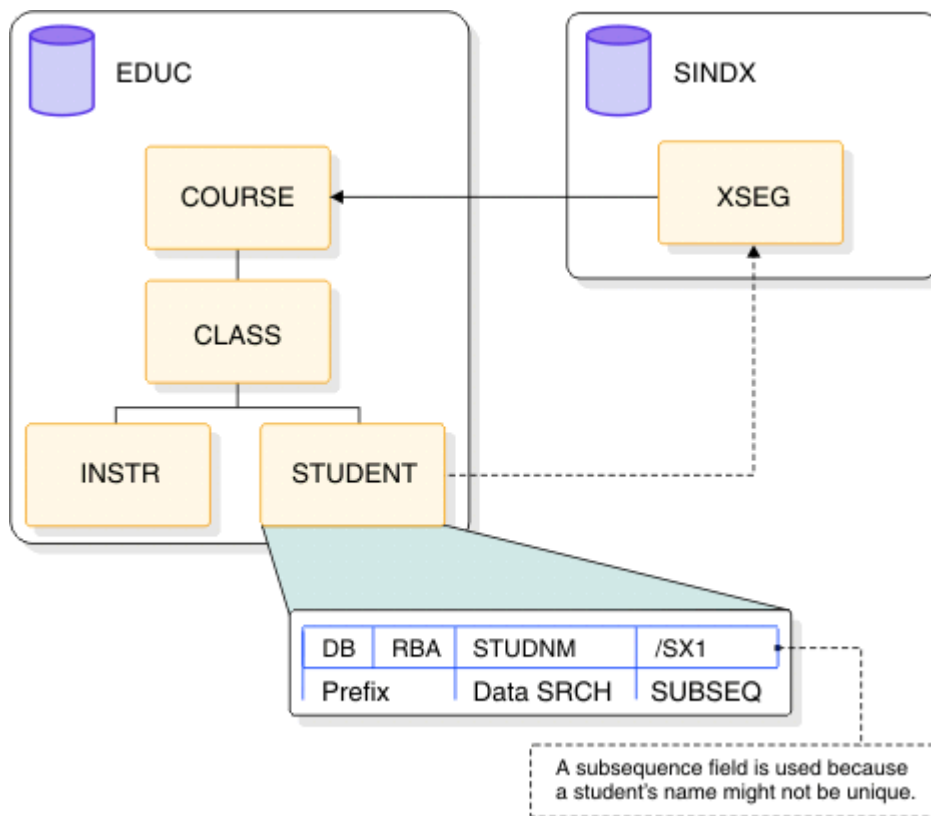 EDUC
SINDX
COURSE
XSEG
CLASS
INSTR
STUDENT
DB RBA STUDNM /SX1
Prefix Data SRCH SUBSEQ
A subsequence field is used because
a student's name might not be unique.